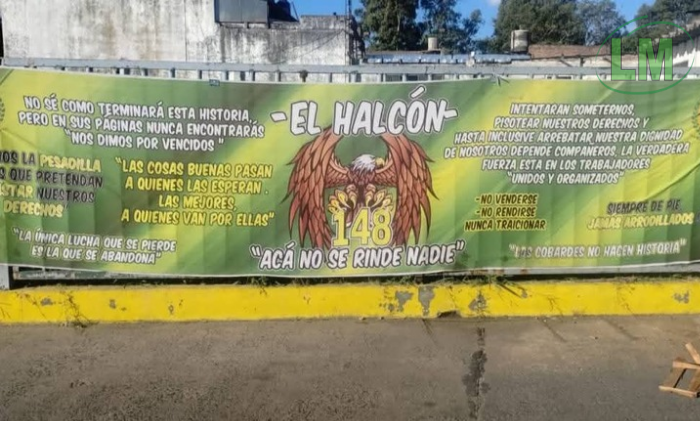 LM
NO SÉ COMO TERMINARÁ ESTA HISTORIA,
PERO EN SUS PÁGINAS NUNCA ENCONTRARÁS
"NOS DIMOS POR VENCIDOS"
LA PESADILLA
QUE PRETENDAN
NUESTROS
DERECHOS
"LAS COSAS BUENAS PASAN
A QUIENES LAS ESPERAN.
LAS MEJORES,
A QUIENES VAN POR ELLAS"
"LA ÚNICA LUCHA QUE SE PIERDE
ES LA QUE SE ABANDONA"
-EL HALCÓN-
148
"ACÁ NO SE RINDE NADIE"
INTENTARAN SOMETERNOS,
PISOTEAR NUESTROS DERECHOS Y
HASTA INCLUSIVE ARREBATAR NUESTRA DIGNIDAD
DE NOSOTROS DEPENDE COMPAÑEROS, LA VERDADERA
FUERZA ESTA EN LOS TRABAJADORES
"UNIDOS Y ORGANIZADOS"
-NO VENDERSE
-NO RENDIRSE
NUNCA TRAICIONAR
SIEMPRE DE PIE
JAMAS ARRODILLADOS
"LOS COBARDES NO HACEN HISTORIA"